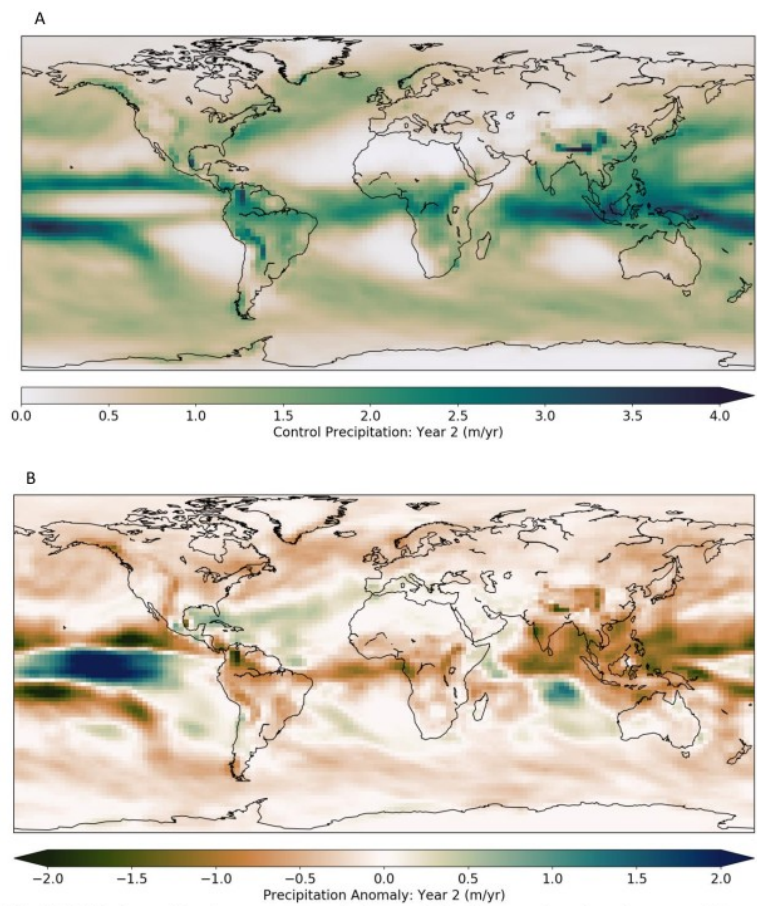 A
0.0 0.5 1.0 1.5 2.0 2.5 3.0 3.5 4.0
Control Precipitation: Year 2 (m/yr)
B
−2.0 −1.5 −1.0 −0.5 0.0 0.5 1.0 1.5 2.0
Precipitation Anomaly: Year 2 (m/yr)